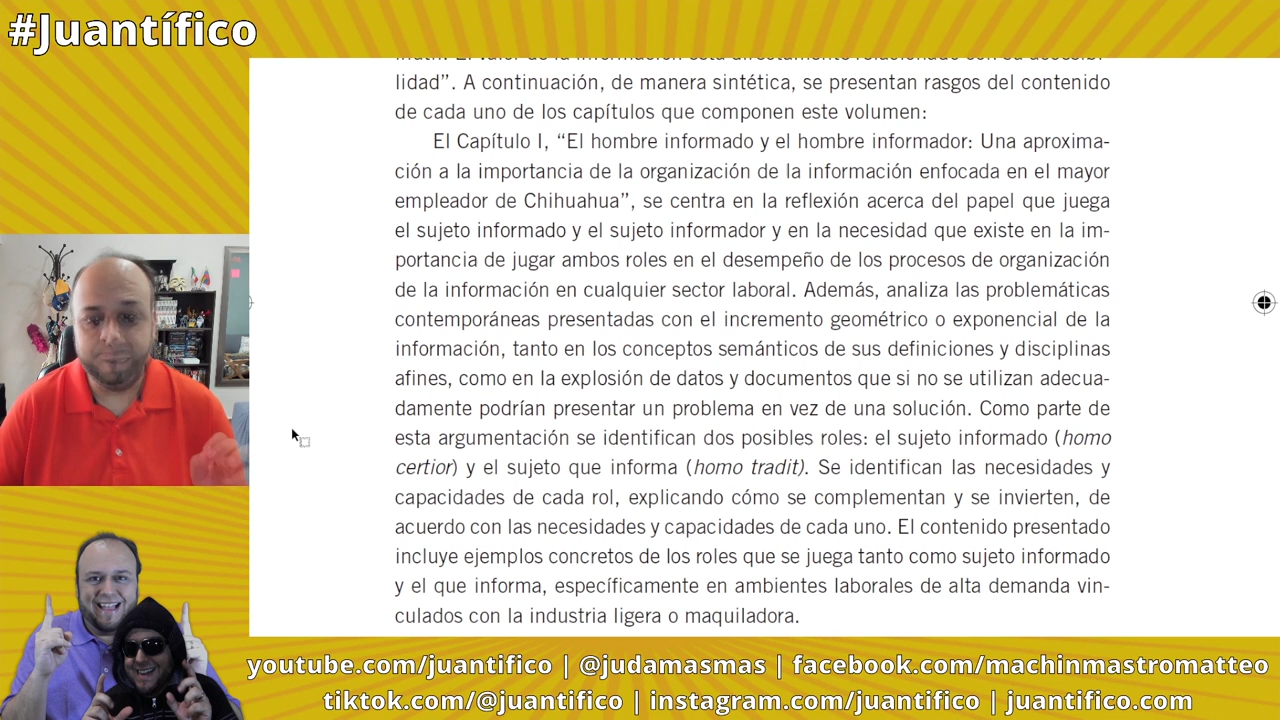 #Juantífico
lidad”. A continuación, de manera sintética, se presentan rasgos del contenido
de cada uno de los capítulos que componen este volumen:
El Capítulo I, “El hombre informado y el hombre informador: Una aproxima-
ción a la importancia de la organización de la información enfocada en el mayor
empleador de Chihuahua”, se centra en la reflexión acerca del papel que juega
el sujeto informado y el sujeto informador y en la necesidad que existe en la im-
portancia de jugar ambos roles en el desempeño de los procesos de organización
de la información en cualquier sector laboral. Además, analiza las problemáticas
contemporáneas presentadas con el incremento geométrico o exponencial de la
información, tanto en los conceptos semánticos de sus definiciones y disciplinas
afines, como en la explosión de datos y documentos que si no se utilizan adecua-
damente podrían presentar un problema en vez de una solución. Como parte de
esta argumentación se identifican dos posibles roles: el sujeto informado (homo
certior) y el sujeto que informa (homo tradit). Se identifican las necesidades y
capacidades de cada rol, explicando cómo se complementan y se invierten, de
acuerdo con las necesidades y capacidades de cada uno. El contenido presentado
incluye ejemplos concretos de los roles que se juega tanto como sujeto informado
y el que informa, específicamente en ambientes laborales de alta demanda vin-
culados con la industria ligera o maquiladora.
youtube.com/juantifico | @judamasmas | facebook.com/machinmastromatteo
tiktok.com/@juantifico | instagram.com/juantifico | juantifico.com